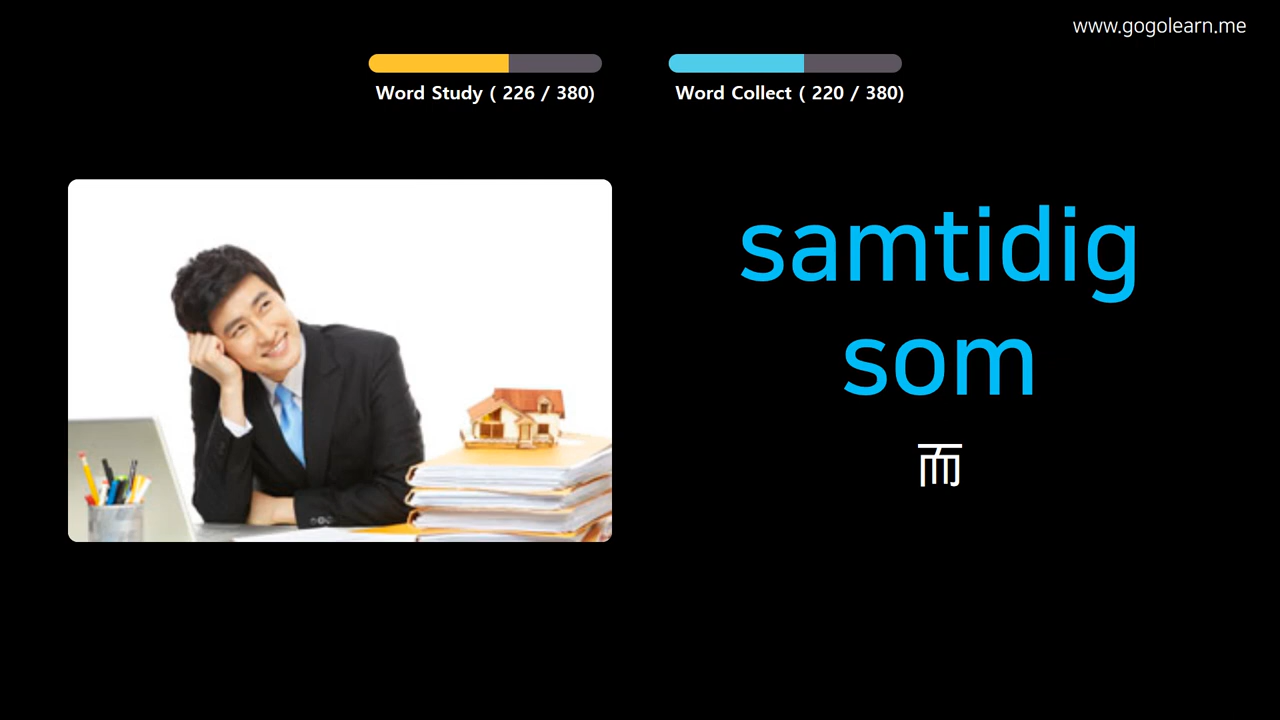 www.gogolearn.me
Word Study ( 226 / 380)
Word Collect ( 220 / 380)
samtidig
som
而